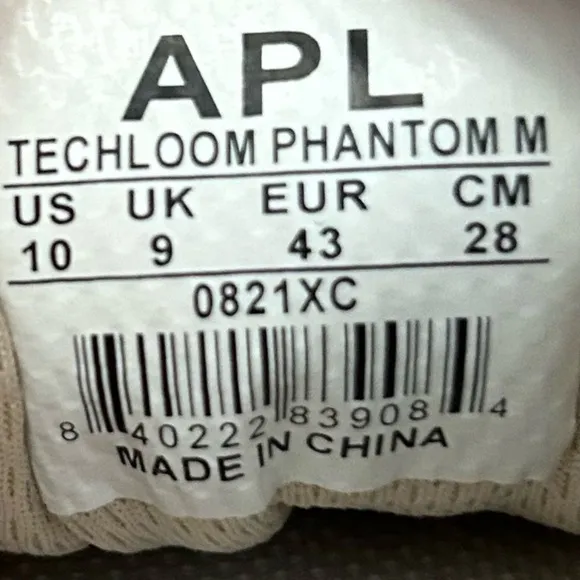 APL
TECHLOOM PHANTOM M
US UK EUR CM
10 9 43 28
0821XC
8 40222 83908 4
MADE IN CHINA